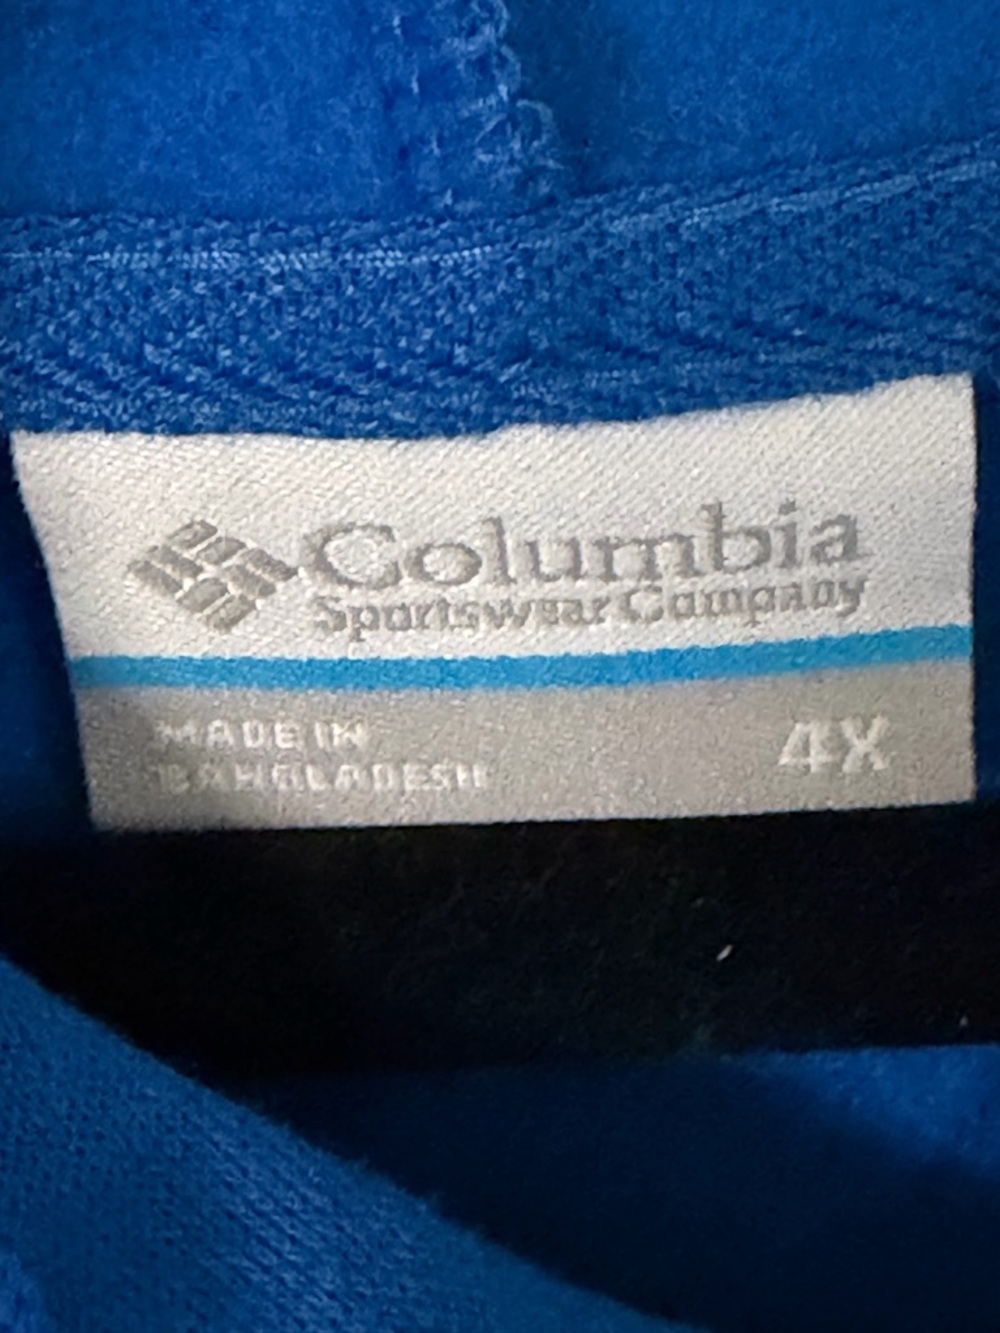 Columbia
Sportswear Company
MADE IN
BANGLADESH
4X